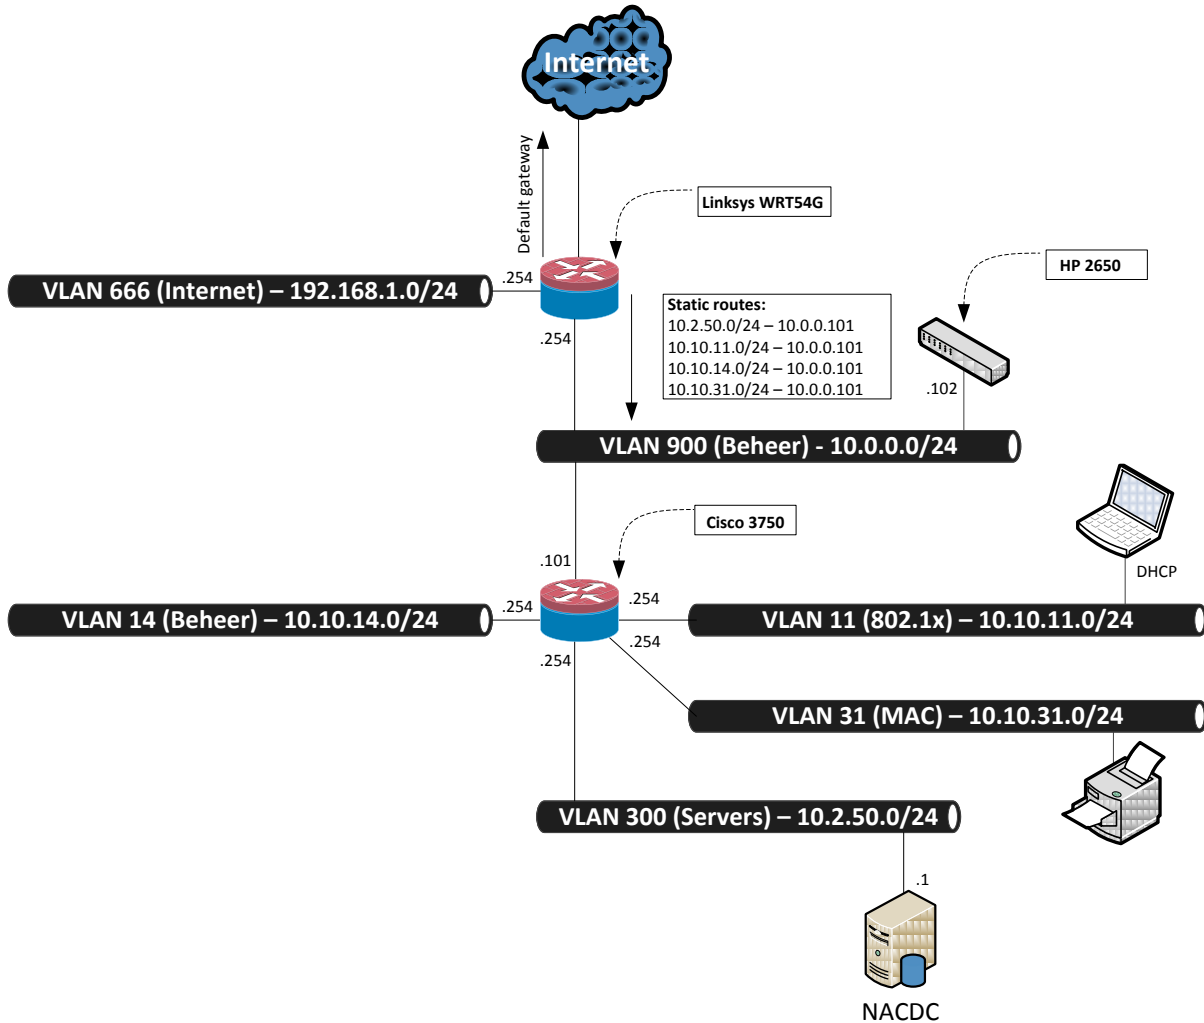 Internet
Default gateway
Linksys WRT54G
HP 2650
.254
VLAN 666 (Internet) – 192.168.1.0/24
.254
Static routes:
10.2.50.0/24 – 10.0.0.101
10.10.11.0/24 – 10.0.0.101
10.10.14.0/24 – 10.0.0.101
10.10.31.0/24 – 10.0.0.101
.102
VLAN 900 (Beheer) - 10.0.0.0/24
Cisco 3750
.101
DHCP
.254
.254
VLAN 14 (Beheer) – 10.10.14.0/24
VLAN 11 (802.1x) – 10.10.11.0/24
.254
.254
VLAN 31 (MAC) – 10.10.31.0/24
VLAN 300 (Servers) – 10.2.50.0/24
.1
NACDC